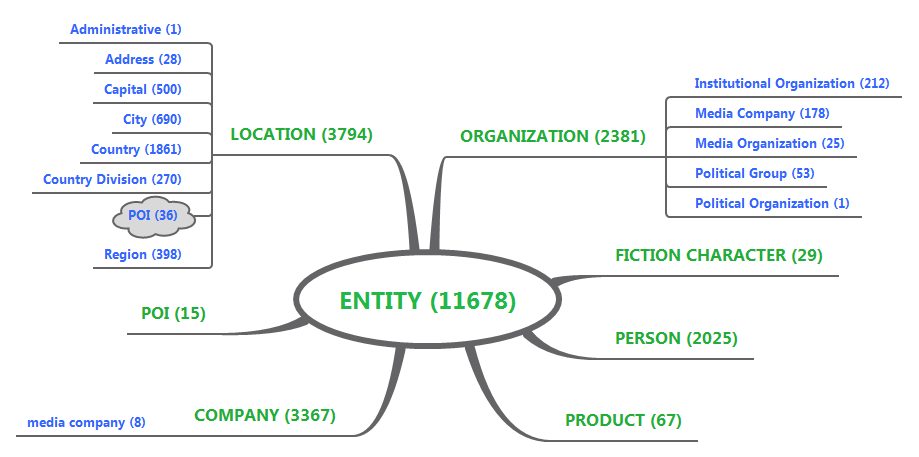 Administrative (1)
Address (28)
Capital (500)
City (690)
Country (1861)
Country Division (270)
POI (36)
Region (398)
LOCATION (3794)
ORGANIZATION (2381)
Institutional Organization (212)
Media Company (178)
Media Organization (25)
Political Group (53)
Political Organization (1)
FICTION CHARACTER (29)
ENTITY (11678)
POI (15)
PERSON (2025)
COMPANY (3367)
media company (8)
PRODUCT (67)